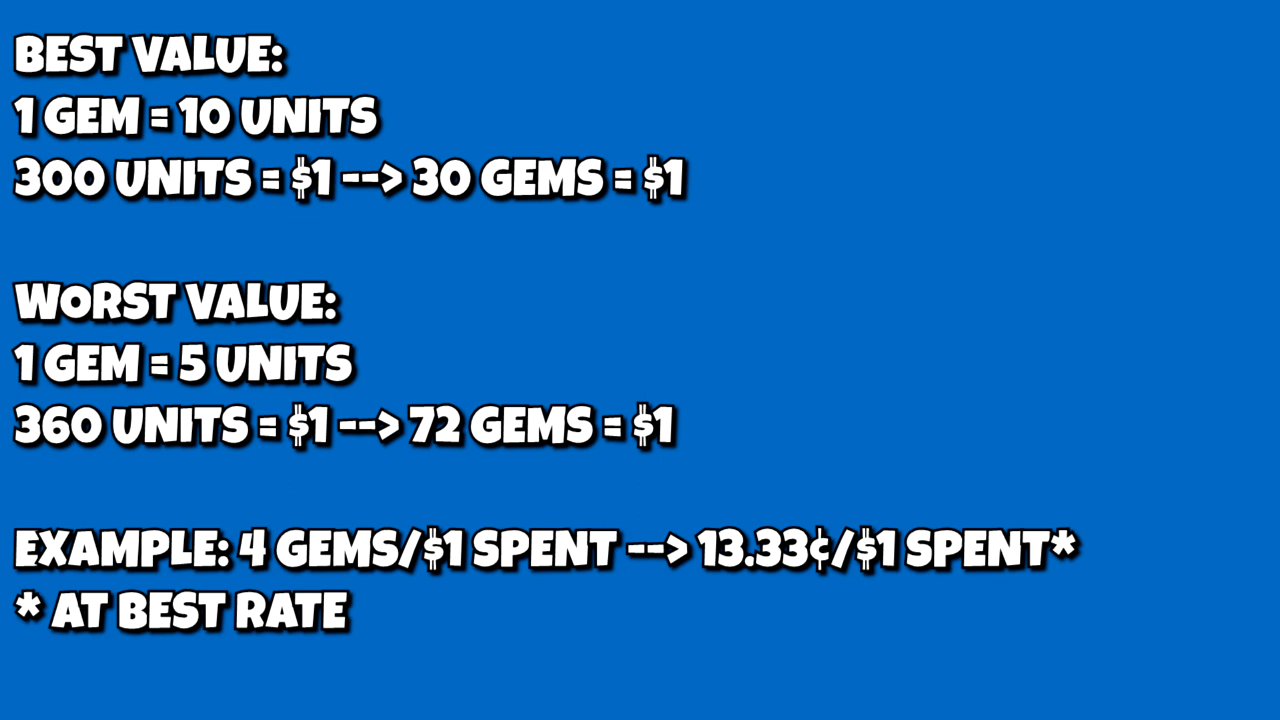 BEST VALUE:
1 GEM = 10 UNITS
300 UNITS = $1 --> 30 GEMS = $1
WORST VALUE:
1 GEM = 5 UNITS
360 UNITS = $1 --> 72 GEMS = $1
EXAMPLE: 4 GEMS/$1 SPENT --> 13.33¢/$1 SPENT*
* AT BEST RATE